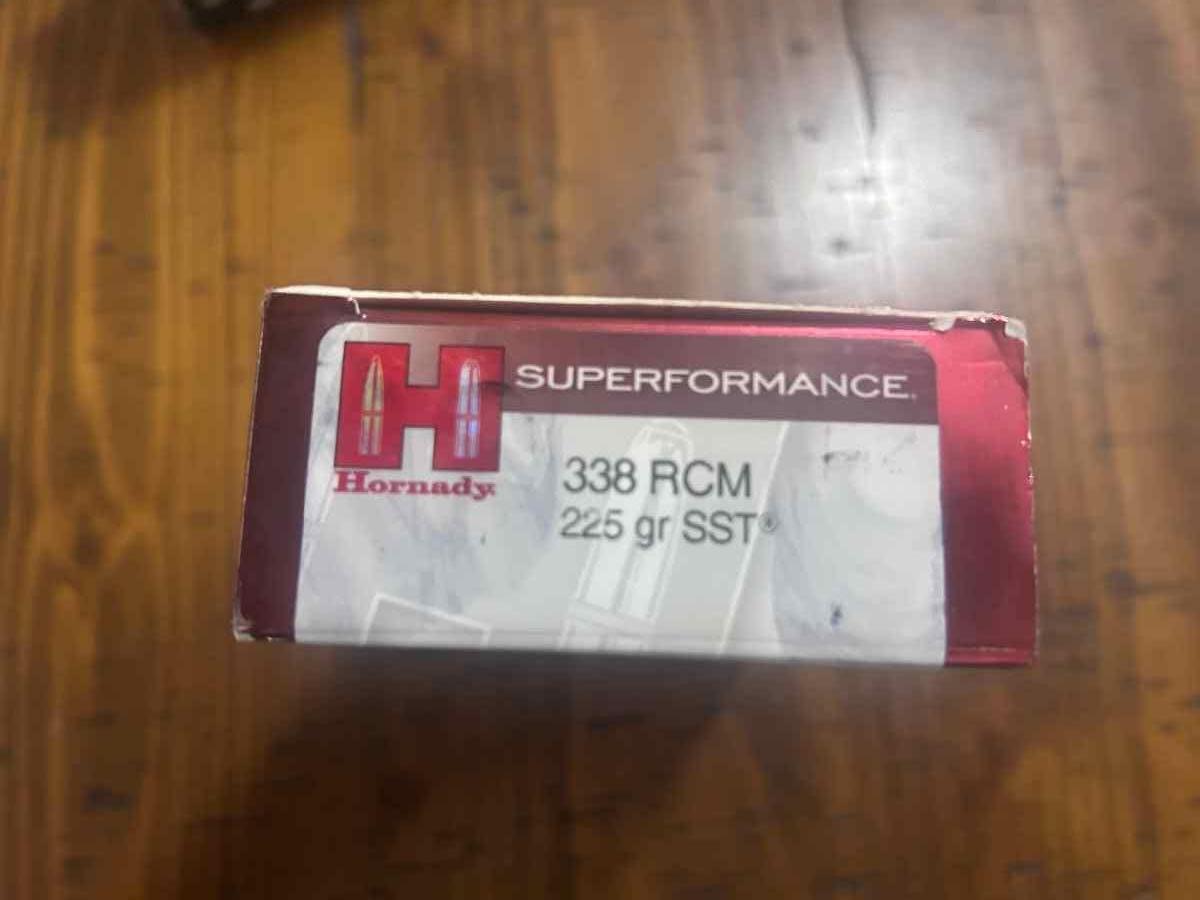 SUPERFORMANCE
H
Hornady
338 RCM
225 gr SST®